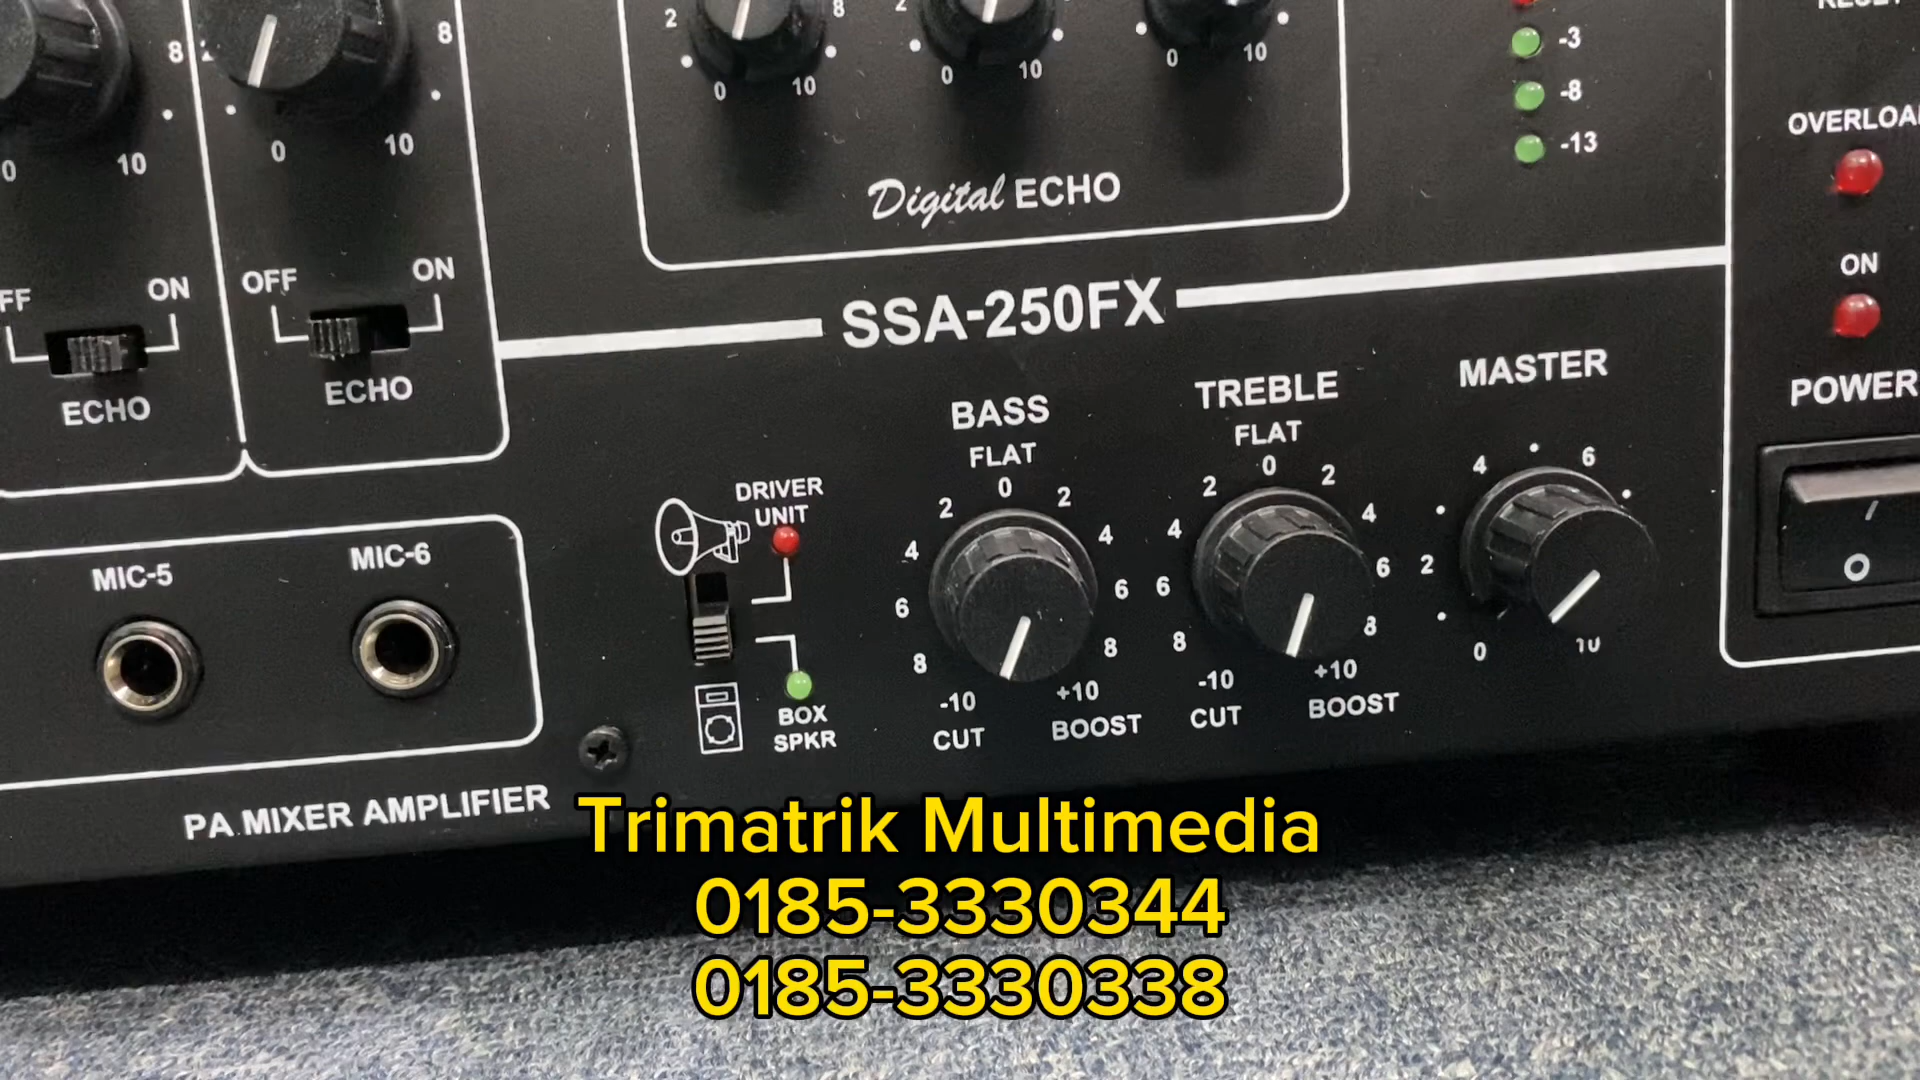 8
2
8
0
10
0
10
2
8
2
0
10
0
10
0
10
Digital ECHO
-3
-8
-13
ON
ECHO
OFF
ON
ECHO
SSA-250FX
ON
POWER
MIC-5
MIC-6
PA MIXER AMPLIFIER
DRIVER
UNIT
BOX
SPKR
BASS
FLAT
0
2
2
4
4
6
6
8
8
-10
+10
CUT
BOOST
TREBLE
FLAT
0
2
2
4
4
6
6
8
8
-10
+10
CUT
BOOST
MASTER
4
6
2
0
10
Trimatrik Multimedia
0185-3330344
0185-3330338